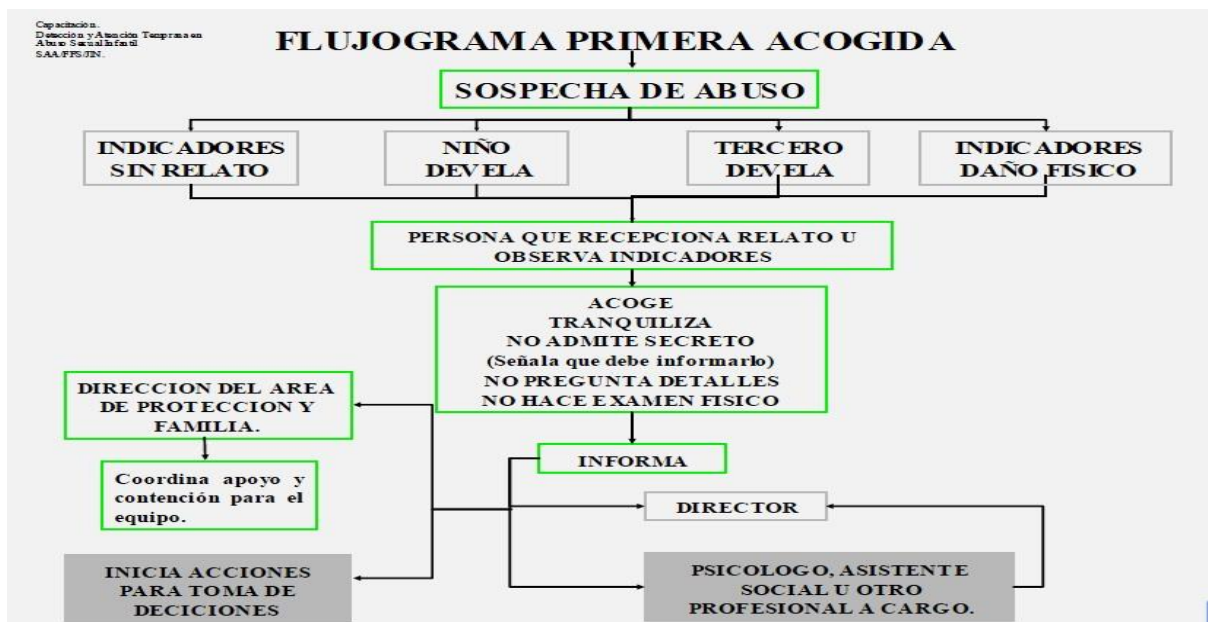 Capacitación.
Detección y Atención Temprana en
Abuso Sexual Infantil
SAA/FPS/JIN.
FLUJOGRAMA PRIMERA ACOGIDA
SOSPECHA DE ABUSO
INDICADORES
SIN RELATO
NIÑO
DEVELA
TERCERO
DEVELA
INDICADORES
DAÑO FISICO
PERSONA QUE RECEPCIONA RELATO U
OBSERVA INDICADORES
ACOGE
TRANQUILIZA
NO ADMITE SECRETO
(Señala que debe informarlo)
NO PREGUNTA DETALLES
NO HACE EXAMEN FISICO
DIRECCION DEL AREA
DE PROTECCION Y
FAMILIA.
INFORMA
Coordina apoyo y
contención para el
equipo.
DIRECTOR
INICIA ACCIONES
PARA TOMA DE
DECICIONES
PSICOLOGO, ASISTENTE
SOCIAL U OTRO
PROFESIONAL A CARGO.